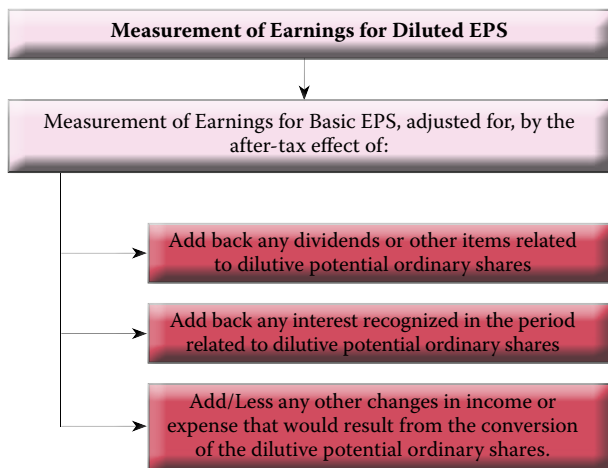 Measurement of Earnings for Diluted EPS
Measurement of Earnings for Basic EPS, adjusted for, by the
after-tax effect of:
Add back any dividends or other items related
to dilutive potential ordinary shares
Add back any interest recognized in the period
related to dilutive potential ordinary shares
Add/Less any other changes in income or
expense that would result from the conversion
of the dilutive potential ordinary shares.